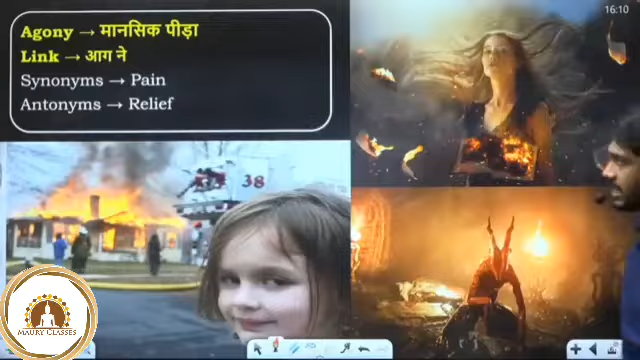 Agony → मानसिक पीड़ा
Link → आग ने
Synonyms → Pain
Antonyms → Relief
16:10
38
MAURY CLASSES